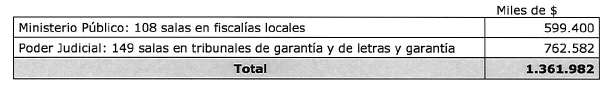 Miles de $
Ministerio Público: 108 salas en fiscalías locales 599.400
Poder Judicial: 149 salas en tribunales de garantía y de letras y garantía 762.582
Total 1.361.982